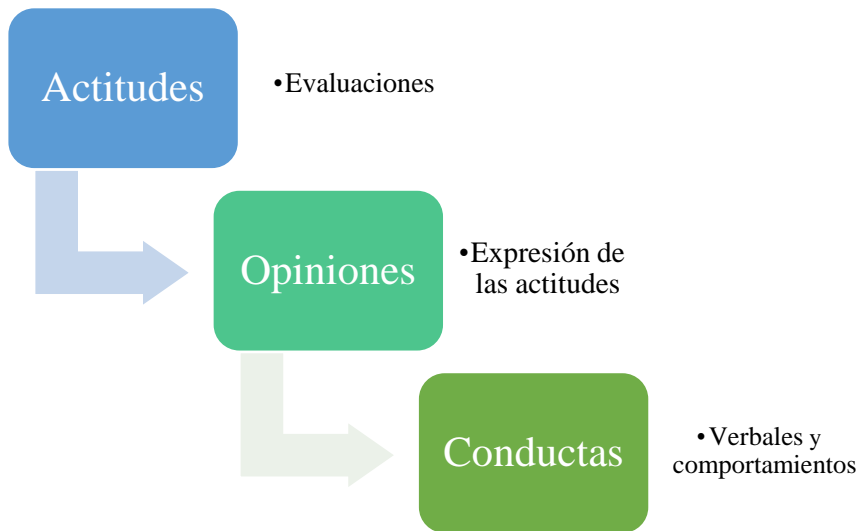 Actitudes
•Evaluaciones
Opiniones
•Expresión de
las actitudes
Conductas
•Verbales y
comportamientos